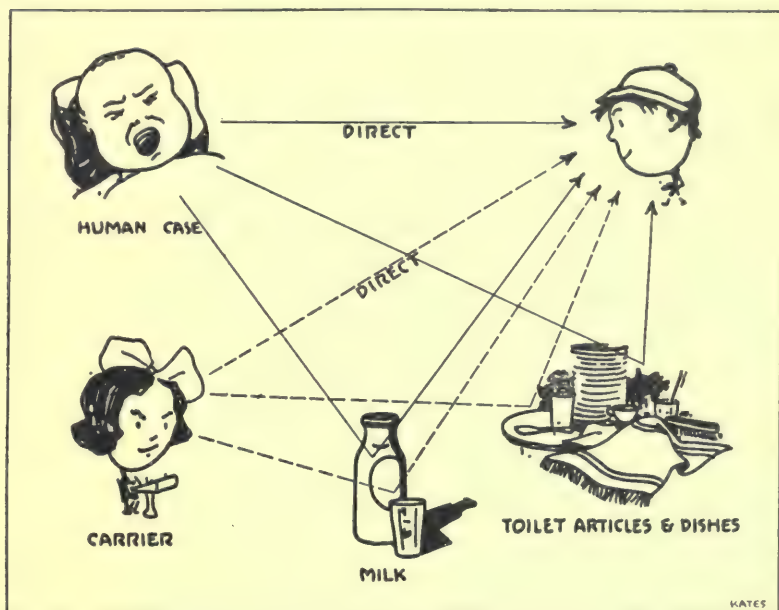 DIRECT
HUMAN CASE
DIRECT
CARRIER
MILK
TOILET ARTICLES & DISHES
KATES